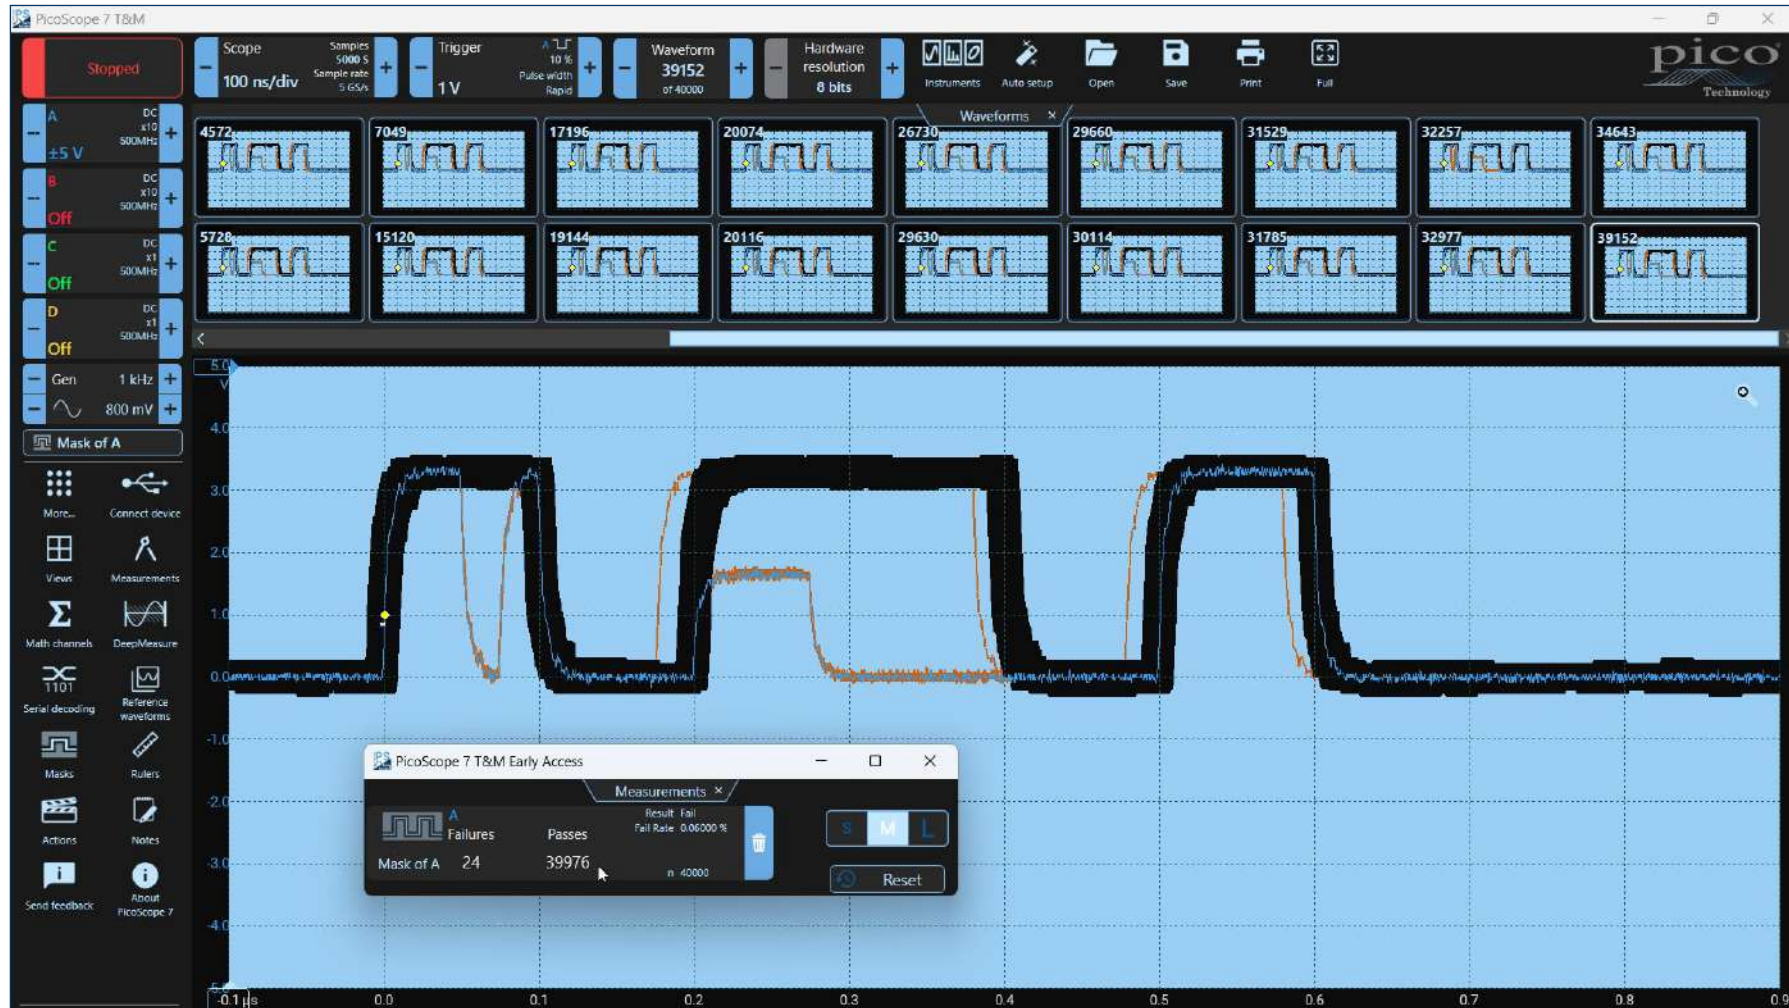 PicoScope 7 T&M
Stopped
Scope
100 ns/div
Samples
5000 S
Sample rate
5 GS/s
Trigger
1 V
A
10 %
Pulse width
Rapid
Waveform
39152
of 40000
Hardware
resolution
8 bits
Instruments
Auto setup
Open
Save
Print
Full
pico
Technology
A
DC
x10
500MHz
±5 V
B
DC
x10
500MHz
Off
C
DC
x1
500MHz
Off
D
DC
x1
500MHz
Off
Gen
1 kHz
800 mV
Mask of A
More...
Connect device
Views
Measurements
Math channels
DeepMeasure
1101
Serial decoding
Reference
waveforms
Masks
Rulers
Actions
Notes
Send feedback
About
PicoScope 7
Waveforms ×
4572
7049
17196
20074
26730
29660
31529
32257
34643
5728
15120
19144
20116
29630
30114
31785
32977
39152
5.0
V
4.0
3.0
2.0
1.0
0.0
-1.0
-2.0
-3.0
-4.0
-5.0
-0.1 µs
0.0
0.1
0.2
0.3
0.4
0.5
0.6
0.7
0.8
0.9
PicoScope 7 T&M Early Access
Measurements ×
A
Failures
Passes
Result Fail
Fail Rate 0.06000 %
Mask of A
24
39976
n 40000
S
M
L
Reset